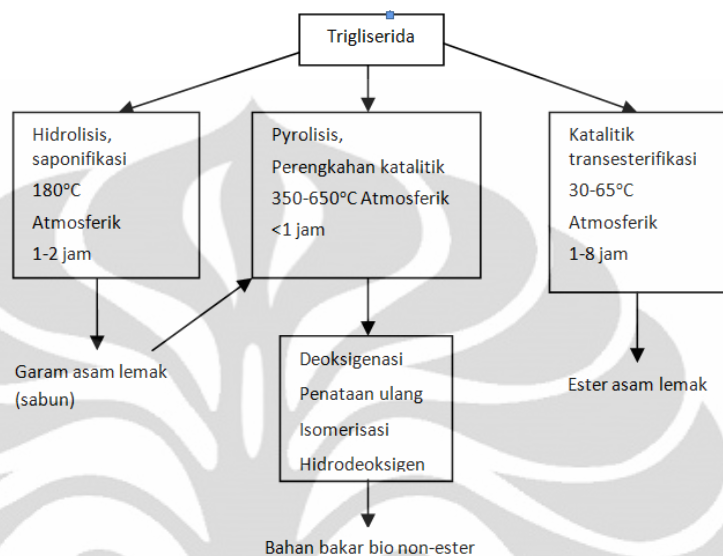 Trigliserida
Hidrolisis,
saponifikasi
180°C
Atmosferik
1-2 jam
Pyrolisis,
Perengkahan katalitik
350-650°C Atmosferik
<1 jam
Katalitik
transesterifikasi
30-65°C
Atmosferik
1-8 jam
Garam asam lemak
(sabun)
Deoksigenasi
Penataan ulang
Isomerisasi
Hidrodeoksigen
Ester asam lemak
Bahan bakar bio non-ester